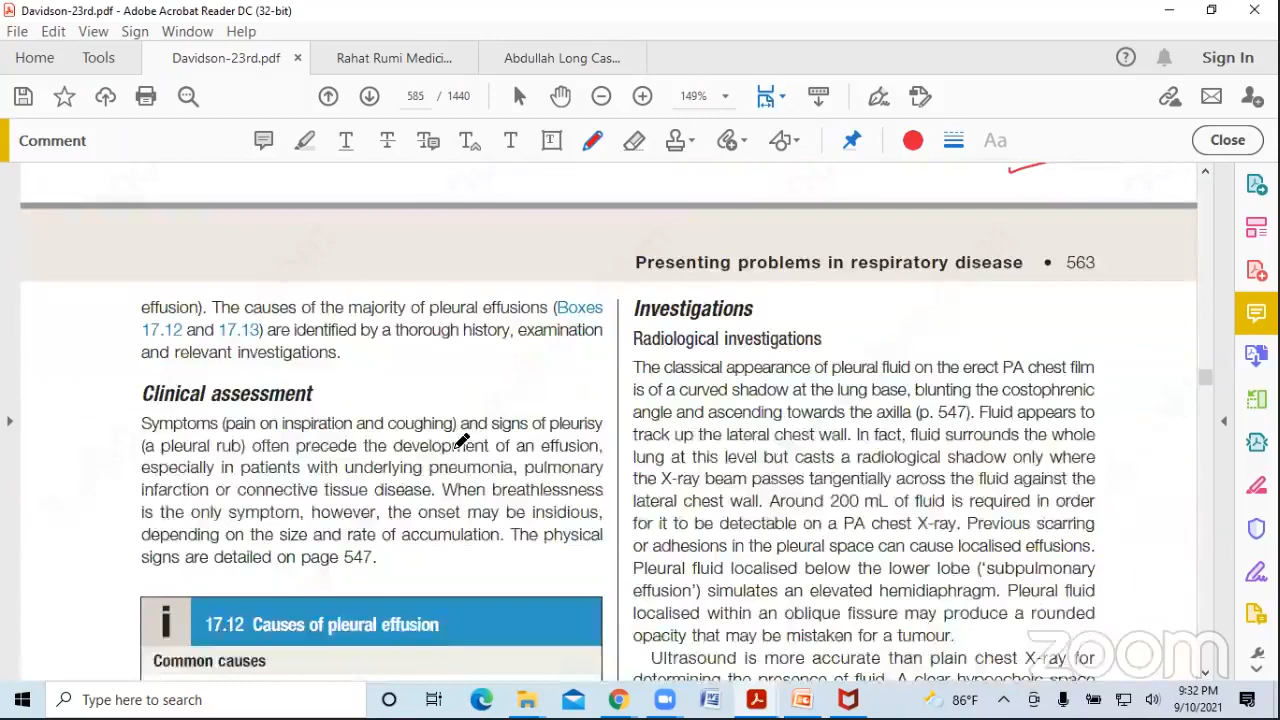 Davidson-23rd.pdf - Adobe Acrobat Reader DC (32-bit)
File Edit View Sign Window Help
Home Tools Davidson-23rd.pdf × Rahat Rumi Medici... Abdullah Long Cas... Sign In
585 / 1440 149%
Comment Close
Presenting problems in respiratory disease • 563
effusion). The causes of the majority of pleural effusions (Boxes
17.12 and 17.13) are identified by a thorough history, examination
and relevant investigations.
Clinical assessment
Symptoms (pain on inspiration and coughing) and signs of pleurisy
(a pleural rub) often precede the development of an effusion,
especially in patients with underlying pneumonia, pulmonary
infarction or connective tissue disease. When breathlessness
is the only symptom, however, the onset may be insidious,
depending on the size and rate of accumulation. The physical
signs are detailed on page 547.
i 17.12 Causes of pleural effusion
Common causes
Investigations
Radiological investigations
The classical appearance of pleural fluid on the erect PA chest film
is of a curved shadow at the lung base, blunting the costophrenic
angle and ascending towards the axilla (p. 547). Fluid appears to
track up the lateral chest wall. In fact, fluid surrounds the whole
lung at this level but casts a radiological shadow only where
the X-ray beam passes tangentially across the fluid against the
lateral chest wall. Around 200 mL of fluid is required in order
for it to be detectable on a PA chest X-ray. Previous scarring
or adhesions in the pleural space can cause localised effusions.
Pleural fluid localised below the lower lobe (‘subpulmonary
effusion’) simulates an elevated hemidiaphragm. Pleural fluid
localised within an oblique fissure may produce a rounded
opacity that may be mistaken for a tumour.
Ultrasound is more accurate than plain chest X-ray for
determining the presence of fluid. A clear hypoechoic space
zoom
Type here to search
86°F
9:32 PM
9/10/2021